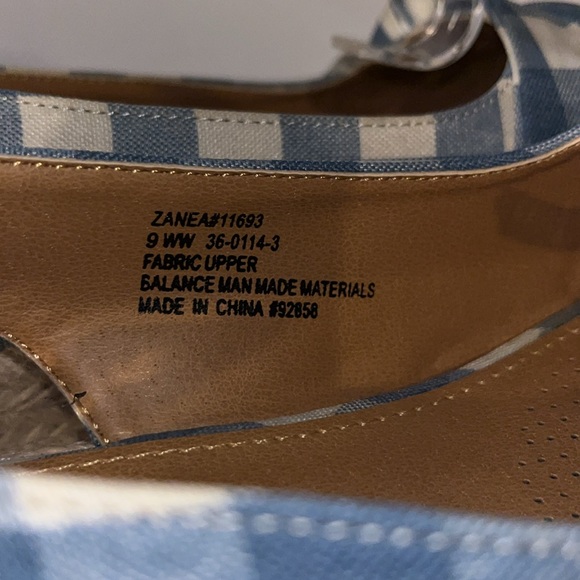 ZANEA#11693
9 WW 36-0114-3
FABRIC UPPER
BALANCE MAN MADE MATERIALS
MADE IN CHINA #92858